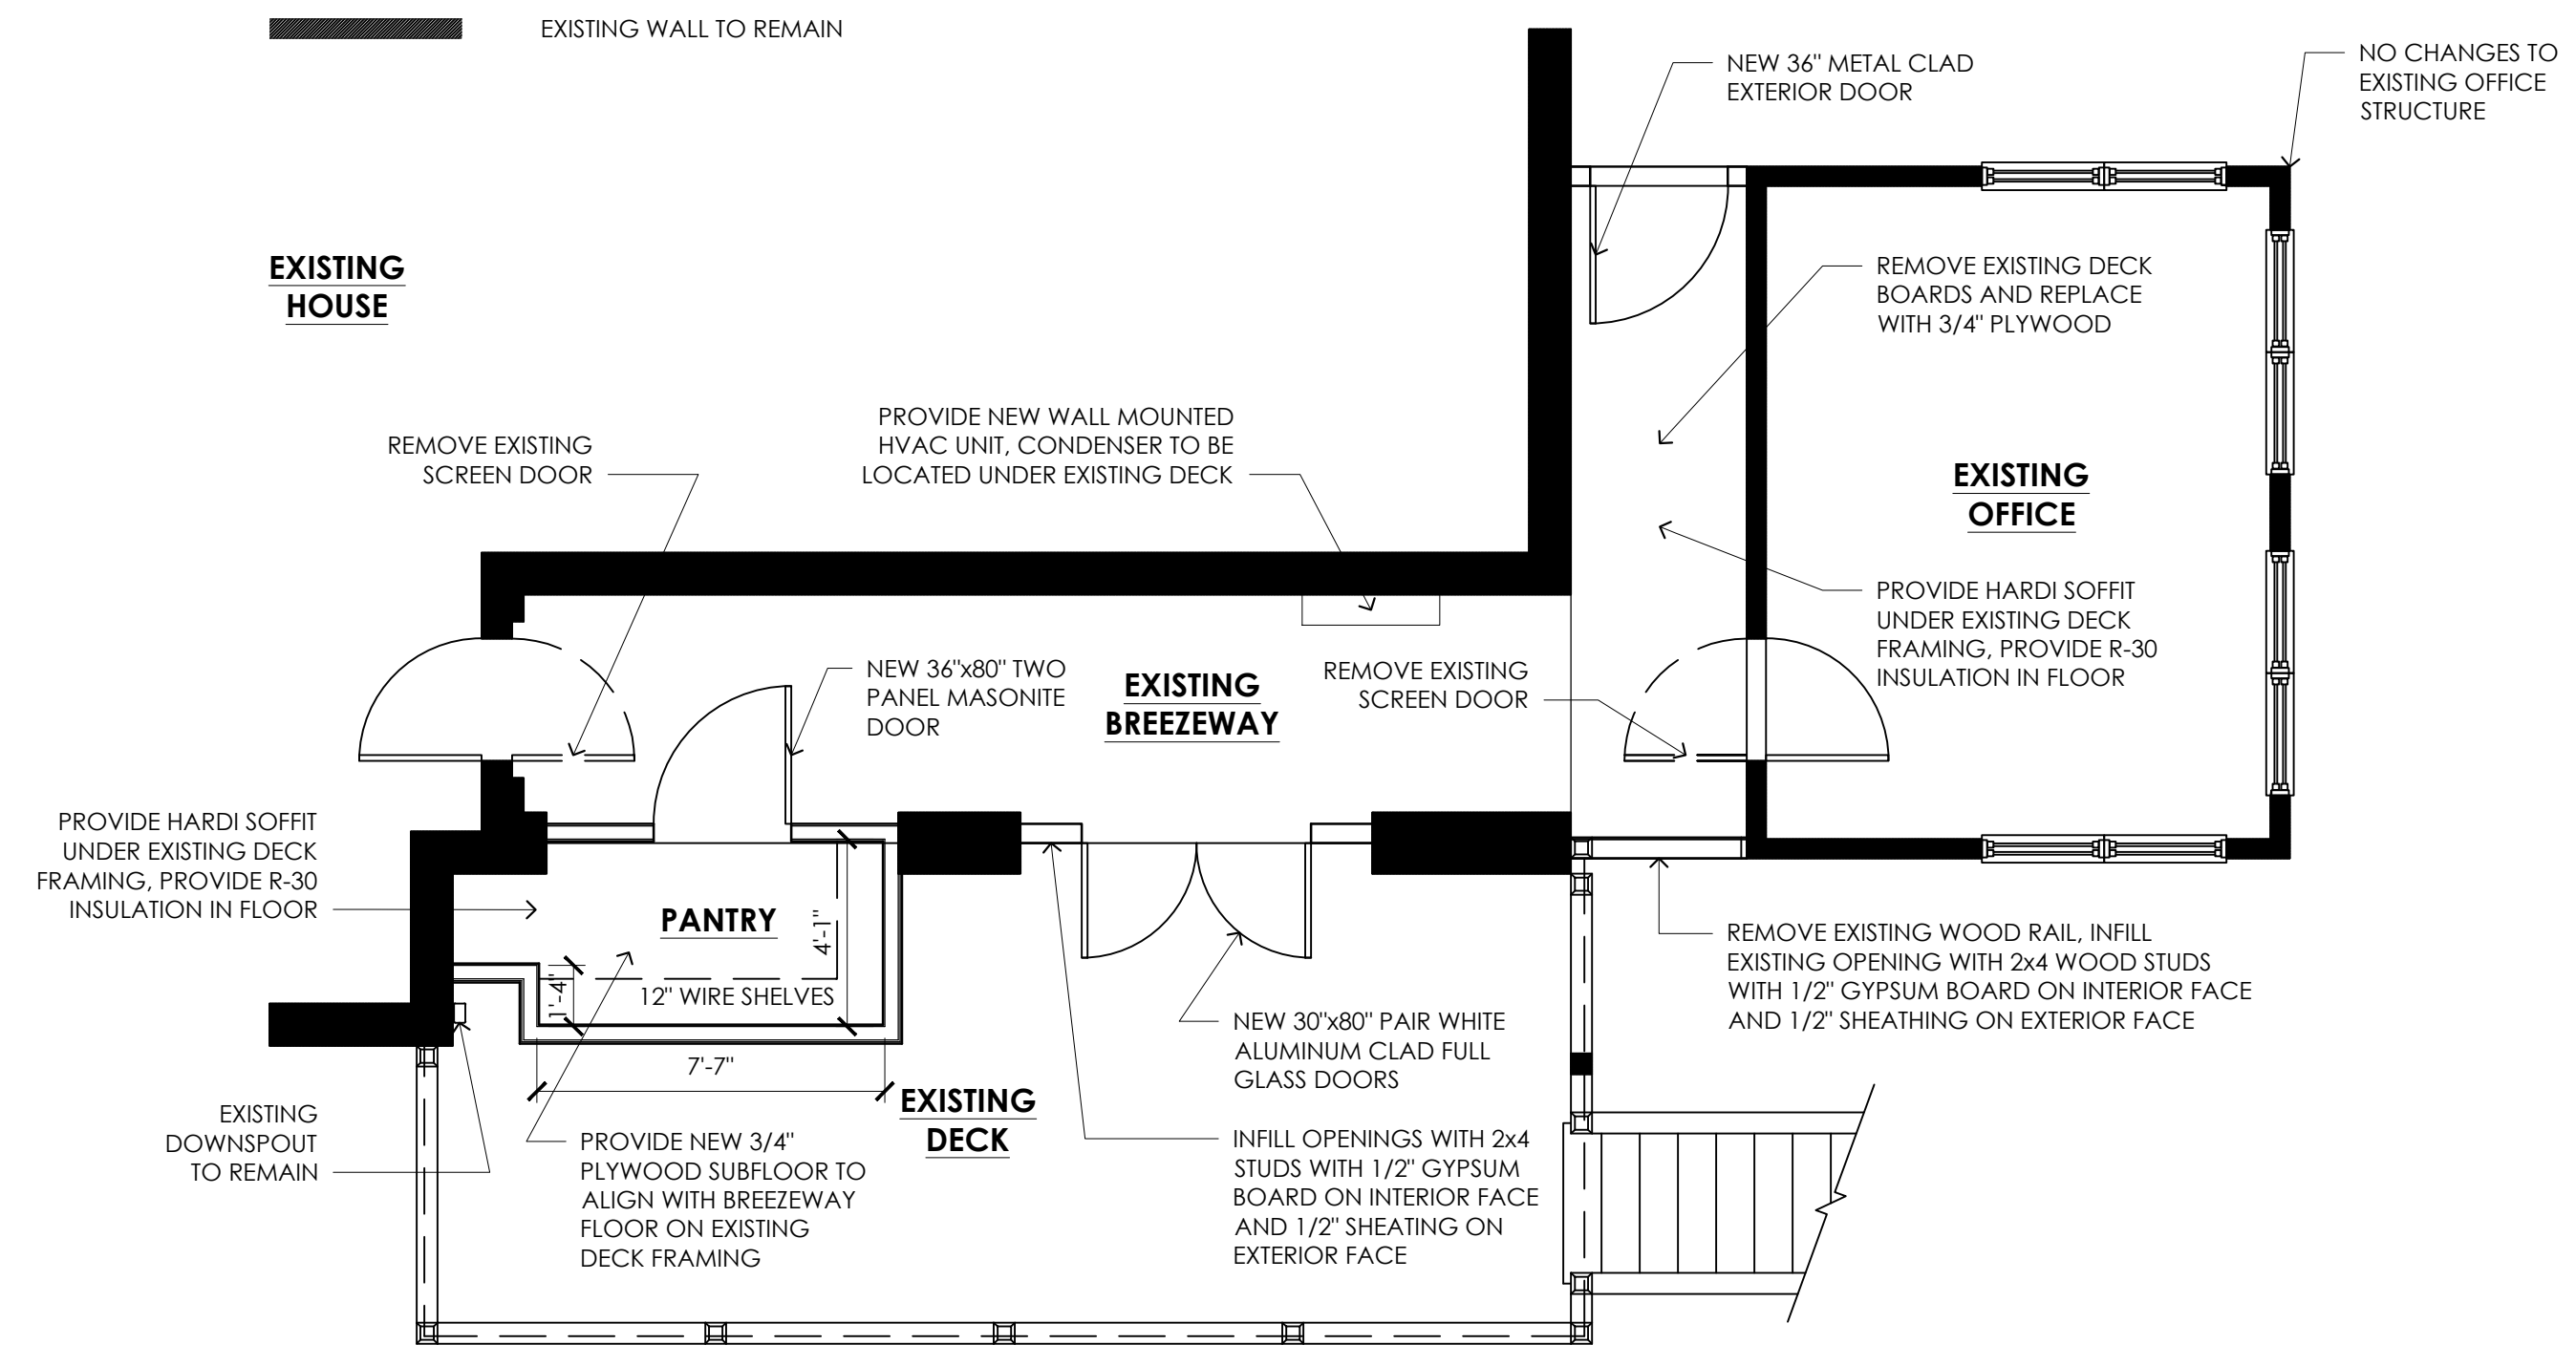 EXISTING WALL TO REMAIN
NEW 36" METAL CLAD
EXTERIOR DOOR
NO CHANGES TO
EXISTING OFFICE
STRUCTURE
EXISTING
HOUSE
REMOVE EXISTING DECK
BOARDS AND REPLACE
WITH 3/4" PLYWOOD
REMOVE EXISTING
SCREEN DOOR
PROVIDE NEW WALL MOUNTED
HVAC UNIT, CONDENSER TO BE
LOCATED UNDER EXISTING DECK
EXISTING
OFFICE
PROVIDE HARDI SOFFIT
UNDER EXISTING DECK
FRAMING, PROVIDE R-30
INSULATION IN FLOOR
NEW 36"x80" TWO
PANEL MASONITE
DOOR
EXISTING
BREEZEWAY
REMOVE EXISTING
SCREEN DOOR
PROVIDE HARDI SOFFIT
UNDER EXISTING DECK
FRAMING, PROVIDE R-30
INSULATION IN FLOOR
PANTRY
4'-1"
1'-4"
12" WIRE SHELVES
7'-7"
REMOVE EXISTING WOOD RAIL, INFILL
EXISTING OPENING WITH 2x4 WOOD STUDS
WITH 1/2" GYPSUM BOARD ON INTERIOR FACE
AND 1/2" SHEATHING ON EXTERIOR FACE
NEW 30"x80" PAIR WHITE
ALUMINUM CLAD FULL
GLASS DOORS
EXISTING
DECK
EXISTING
DOWNSPOUT
TO REMAIN
PROVIDE NEW 3/4"
PLYWOOD SUBFLOOR TO
ALIGN WITH BREEZEWAY
FLOOR ON EXISTING
DECK FRAMING
INFILL OPENINGS WITH 2x4
STUDS WITH 1/2" GYPSUM
BOARD ON INTERIOR FACE
AND 1/2" SHEATING ON
EXTERIOR FACE